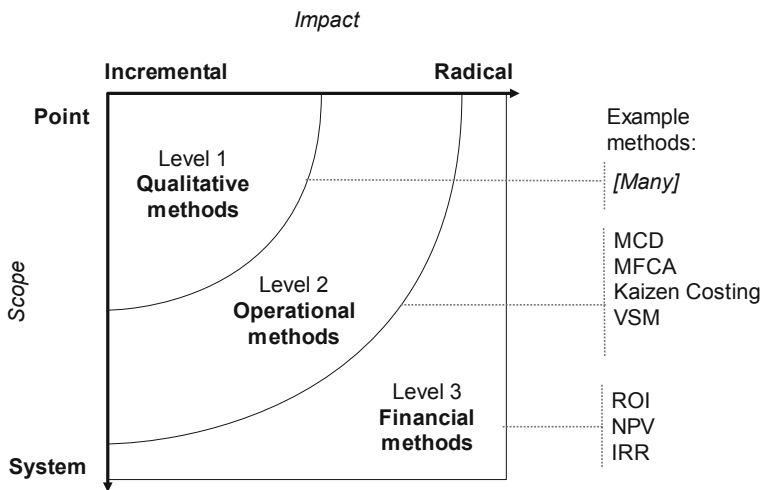 Impact
Incremental
Radical
Point
Scope
System
Level 1
Qualitative
methods
Level 2
Operational
methods
Level 3
Financial
methods
Example
methods:
[Many]
MCD
MFCA
Kaizen Costing
VSM
ROI
NPV
IRR